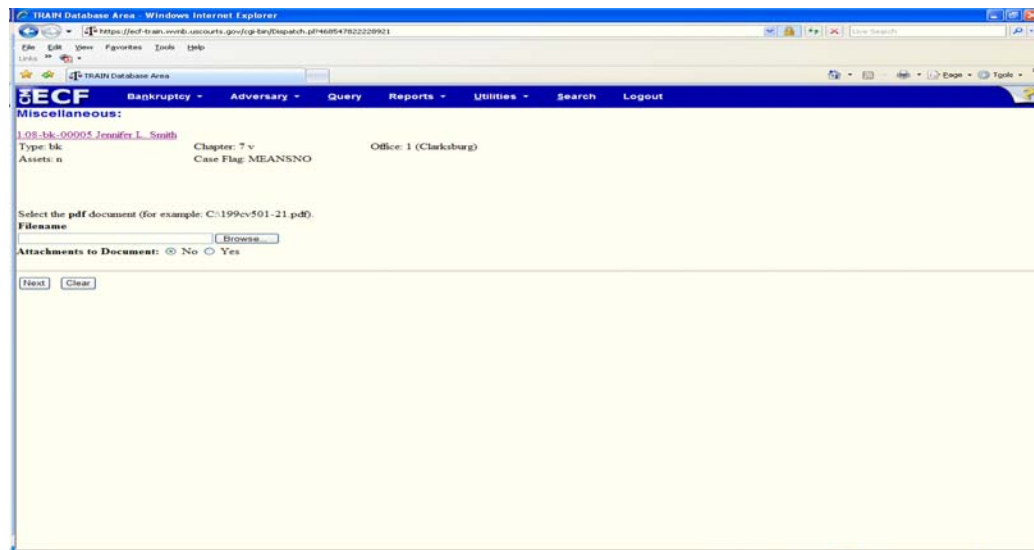 TRAIN Database Area - Windows Internet Explorer
https://ecf-train.wvnb.uscourts.gov/cgi-bin/Dispatch.pl?468547822228921
Live Search
File Edit View Favorites Tools Help
Links
TRAIN Database Area
Page Tools
ECF Bankruptcy Adversary Query Reports Utilities Search Logout
Miscellaneous:
1:08-bk-00005 Jennifer L. Smith
Type: bk Chapter: 7 v Office: 1 (Clarksburg)
Assets: n Case Flag: MEANSNO
Select the pdf document (for example: C:\199cv501-21.pdf).
Filename
Browse...
Attachments to Document: No Yes
Next Clear